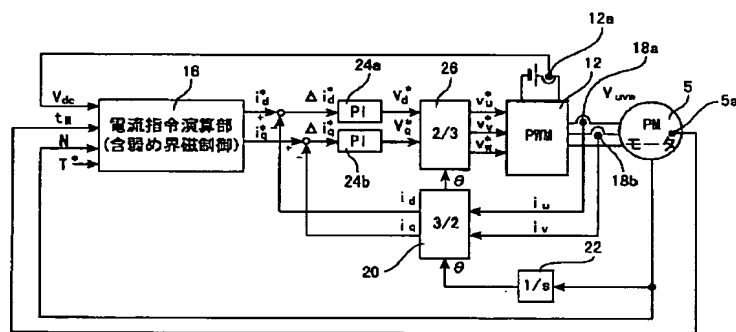 12a
18a
12
24a
26
V_uvw
5
5a
V_dc
t_M
N
T*
16
電流指令演算部
(含弱め界磁制御)
i_d*
i_q*
+
-
+
-
Δi_d*
Δi_q*
PI
PI
24b
V_d*
V_q*
2/3
v_u*
v_v*
v_w*
PWM
PM
モータ
18b
θ
i_d
i_q
3/2
20
i_u
i_v
θ
22
1/s